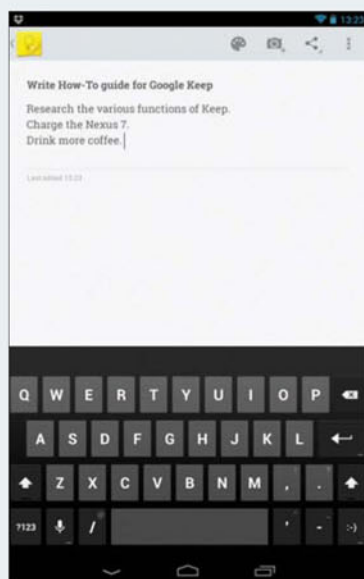 13:23
Write How-To guide for Google Keep
Research the various functions of Keep.
Charge the Nexus 7.
Drink more coffee.
Last edited 13:23
Q W E R T Y U I O P
A S D F G H J K L
Z X C V B N M , .
?123 / ' - :-)